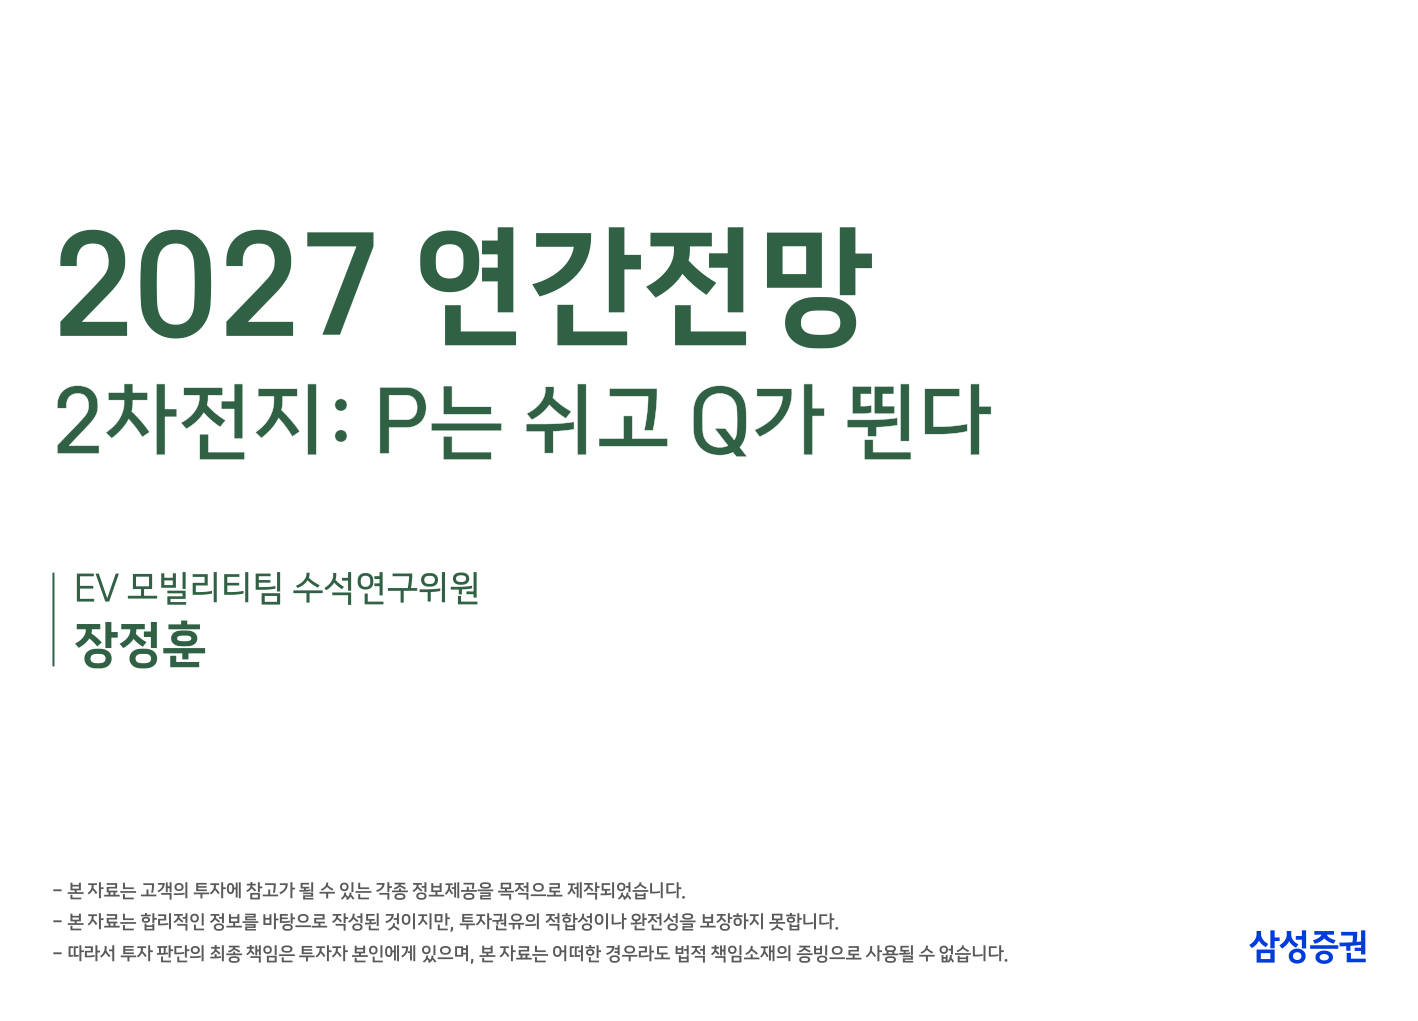 2027 연간전망
2차전지: P는 쉬고 Q가 뛴다
EV 모빌리티팀 수석연구위원
장정훈
- 본 자료는 고객의 투자에 참고가 될 수 있는 각종 정보제공을 목적으로 제작되었습니다.
- 본 자료는 합리적인 정보를 바탕으로 작성된 것이지만, 투자권유의 적합성이나 완전성을 보장하지 못합니다.
- 따라서 투자 판단의 최종 책임은 투자자 본인에게 있으며, 본 자료는 어떠한 경우라도 법적 책임소재의 증빙으로 사용될 수 없습니다.
삼성증권